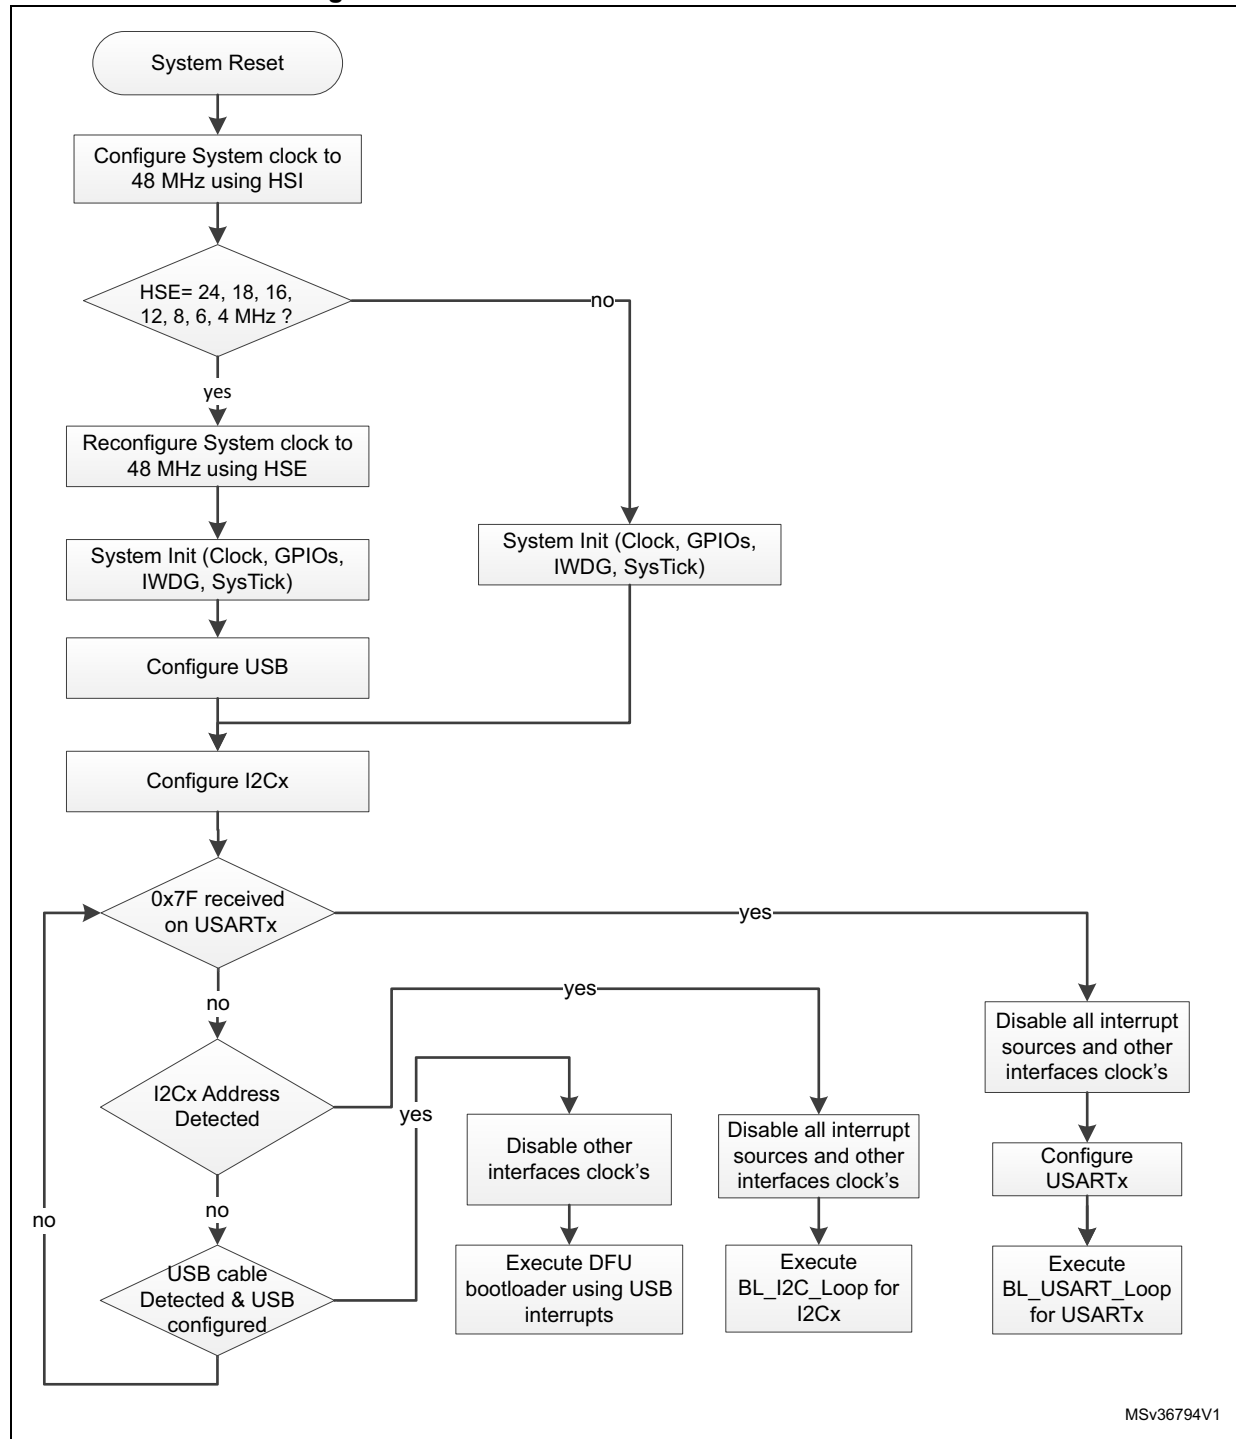 System Reset
Configure System clock to
48 MHz using HSI
HSE= 24, 18, 16,
12, 8, 6, 4 MHz ?
no
yes
Reconfigure System clock to
48 MHz using HSE
System Init (Clock, GPIOs,
IWDG, SysTick)
System Init (Clock, GPIOs,
IWDG, SysTick)
Configure USB
Configure I2Cx
0x7F received
on USARTx
yes
no
yes
Disable all interrupt
sources and other
interfaces clock's
I2Cx Address
Detected
yes
Disable other
interfaces clock's
Disable all interrupt
sources and other
interfaces clock's
Configure
USARTx
no
no
USB cable
Detected & USB
configured
Execute DFU
bootloader using USB
interrupts
Execute
BL_I2C_Loop for
I2Cx
Execute
BL_USART_Loop
for USARTx
MSv36794V1